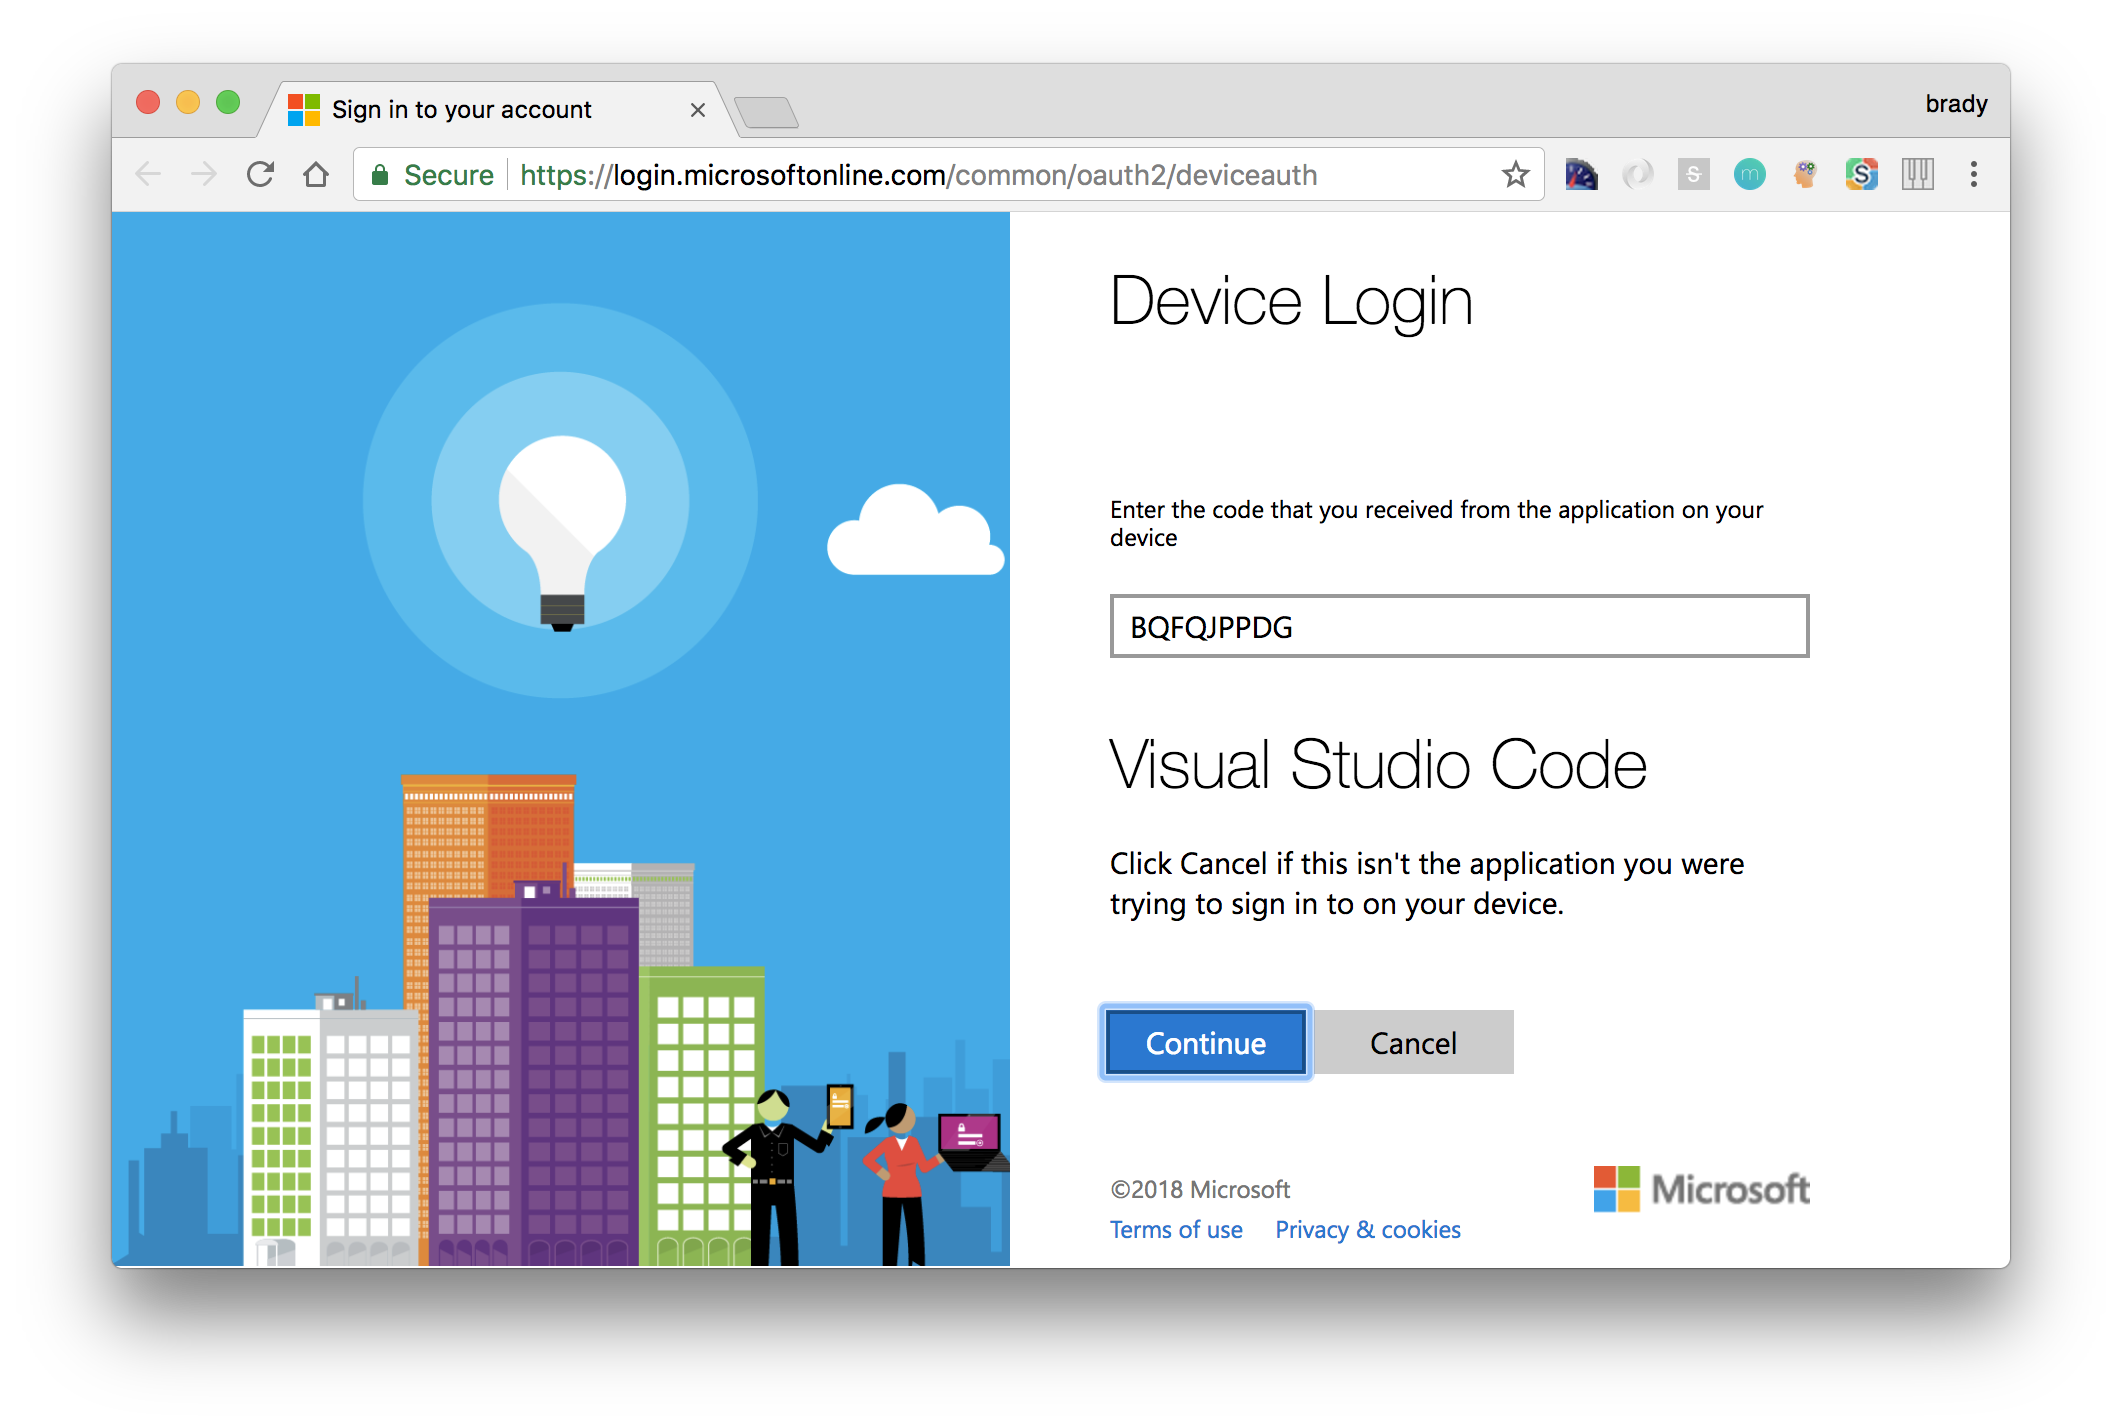 Sign in to your account
brady
Secure https://login.microsoftonline.com/common/oauth2/deviceauth
Device Login
Enter the code that you received from the application on your
device
BQFQJPPDG
Visual Studio Code
Click Cancel if this isn't the application you were
trying to sign in to on your device.
Continue Cancel
©2018 Microsoft
Microsoft
Terms of use Privacy & cookies